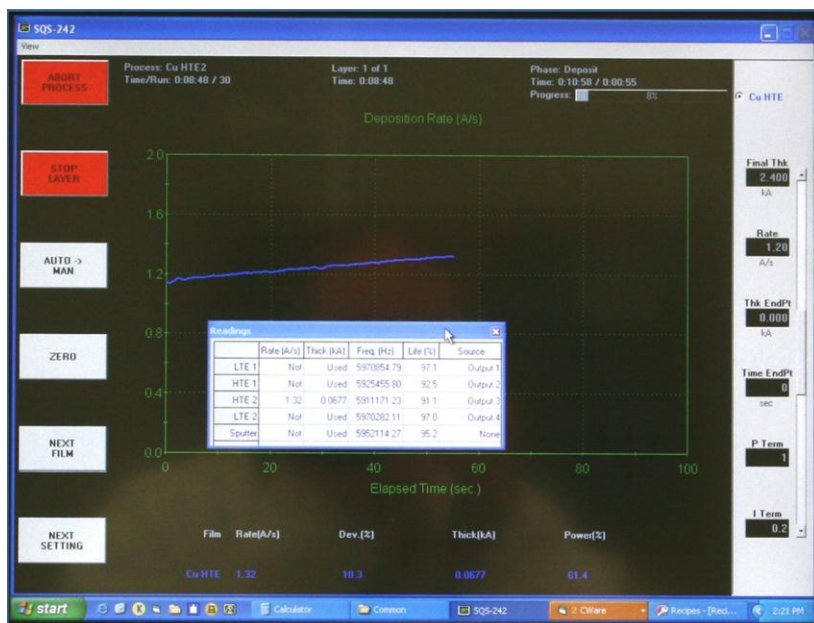 SQS-242
View
ABORT
PROCESS
STOP
LAYER
AUTO ->
MAN
ZERO
NEXT
FILM
NEXT
SETTING
Process: Cu HTE2
Time/Run: 0:08:48 / 30
Layer: 1 of 1
Time: 0:08:48
Phase: Deposit
Time: 0:10:58 / 0:00:55
Progress: 8%
Deposition Rate (A/s)
2.0
1.6
1.2
0.8
0.4
0.0
0 20 40 60 80 100
Elapsed Time (sec.)
Readings
Rate (A/s) Thick.(kA) Freq. (Hz) Life (%) Source
LTE 1 Not Used 5970854.79 97.1 Output 1
HTE 1 Not Used 5925455.80 92.5 Output 2
HTE 2 1.32 0.0677 5911171.23 91.1 Output 3
LTE 2 Not Used 5970282.11 97.0 Output 4
Sputter Not Used 5952114.27 95.2 None
Film Rate(A/s) Dev.(%) Thick(kA) Power(%)
Cu HTE 1.32 10.3 0.0677 61.4
Cu HTE
Final Thk
2.400
kA
Rate
1.20
A/s
Thk EndPt
0.000
kA
Time EndPt
0
sec
P Term
1
I Term
0.2
start Calculator Common SQS-242 2 CWare Recipes - [Reci... 2:21 PM